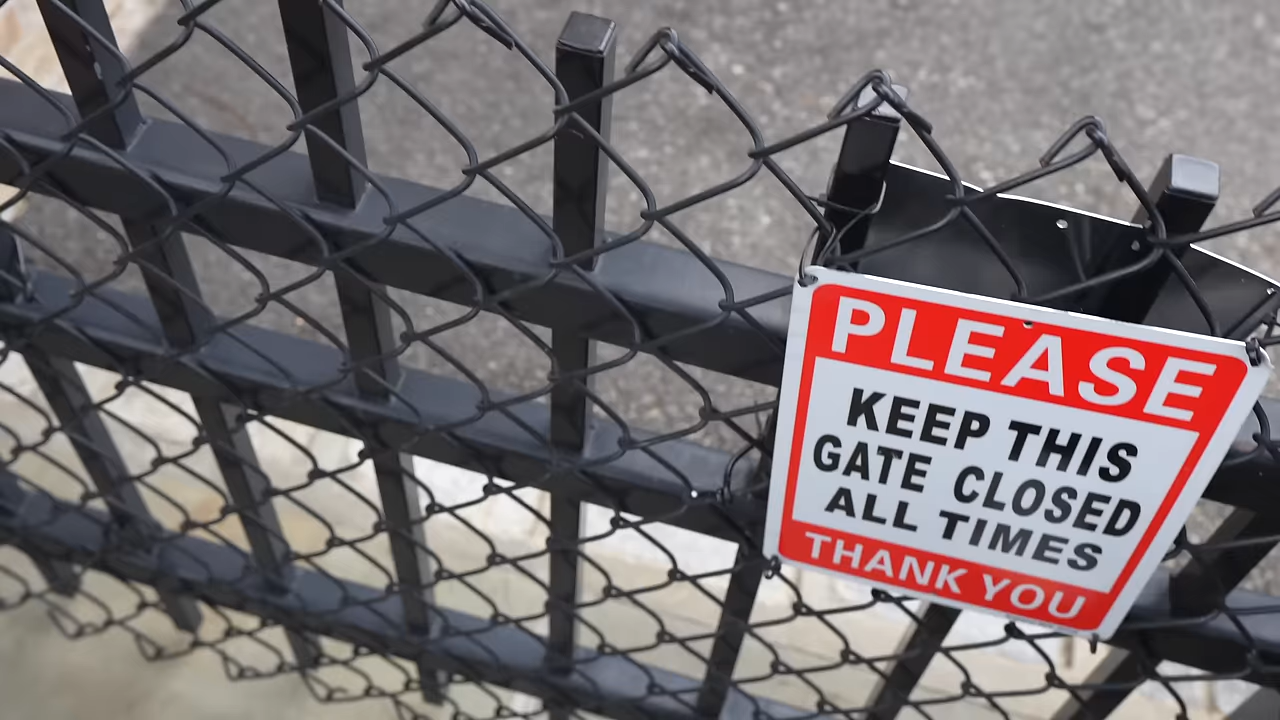 PLEASE
KEEP THIS
GATE CLOSED
ALL TIMES
THANK YOU